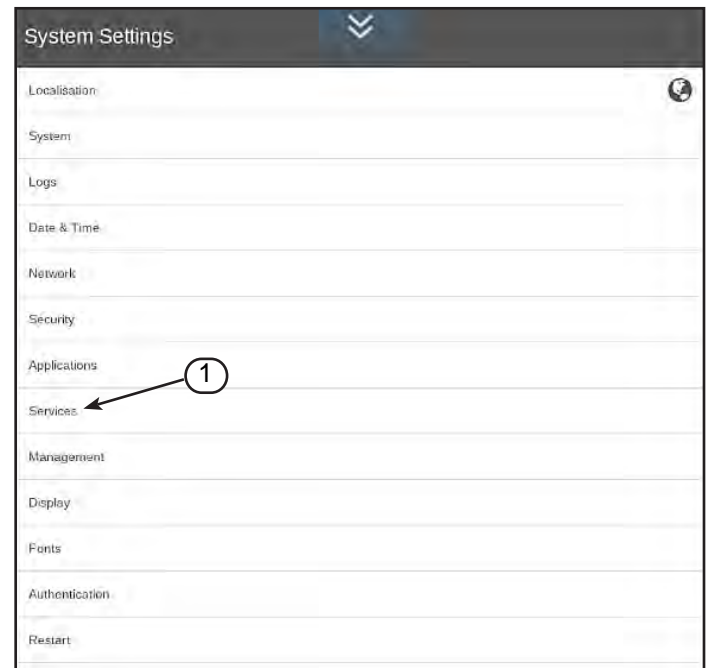 System Settings
Localisation
System
Logs
Date & Time
Network
Security
Applications
1
Services
Management
Display
Fonts
Authentication
Restart